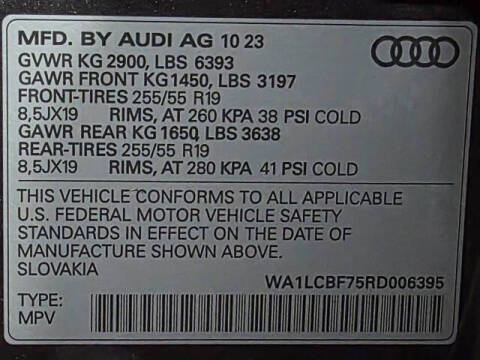 MFD. BY AUDI AG 10 23
GVWR KG 2900, LBS 6393
GAWR FRONT KG 1450, LBS 3197
FRONT-TIRES 255/55 R19
8,5JX19 RIMS, AT 260 KPA 38 PSI COLD
GAWR REAR KG 1650, LBS 3638
REAR-TIRES 255/55 R19
8,5JX19 RIMS, AT 280 KPA 41 PSI COLD
THIS VEHICLE CONFORMS TO ALL APPLICABLE
U.S. FEDERAL MOTOR VEHICLE SAFETY
STANDARDS IN EFFECT ON THE DATE OF
MANUFACTURE SHOWN ABOVE.
SLOVAKIA WA1LCBF75RD006395
TYPE:
MPV